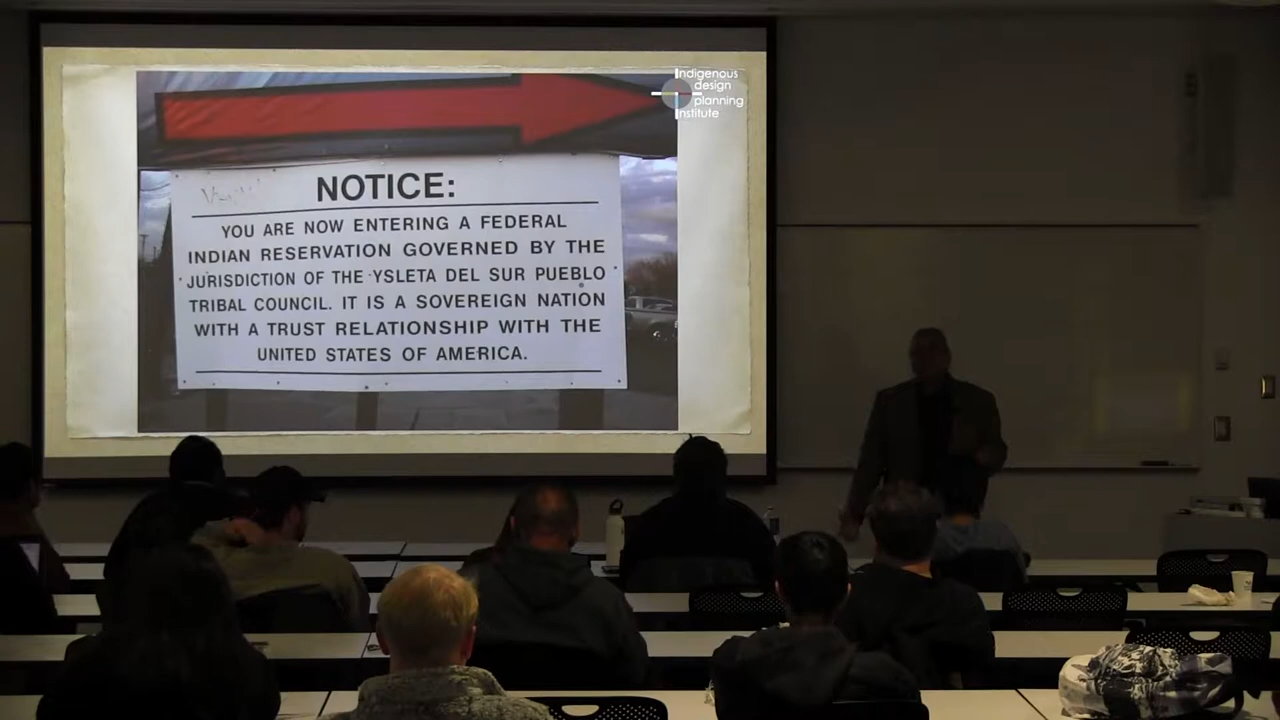 Indigenous
design
planning
institute
NOTICE:
YOU ARE NOW ENTERING A FEDERAL
INDIAN RESERVATION GOVERNED BY THE
JURISDICTION OF THE YSLETA DEL SUR PUEBLO
TRIBAL COUNCIL. IT IS A SOVEREIGN NATION
WITH A TRUST RELATIONSHIP WITH THE
UNITED STATES OF AMERICA.